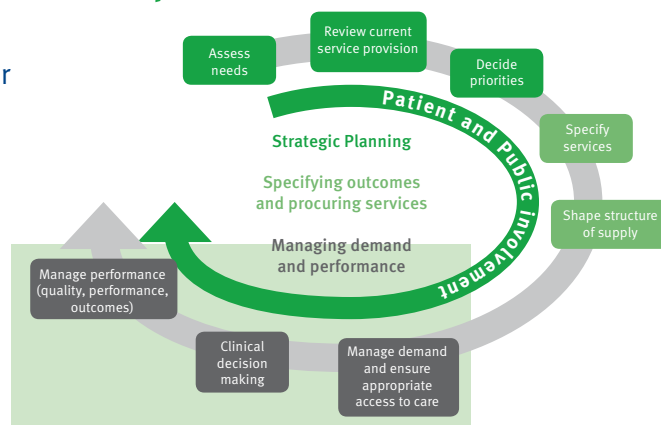 r
Assess
needs
Review current
service provision
Decide
priorities
Specify
services
Shape structure
of supply
Manage demand
and ensure
appropriate
access to care
Clinical
decision
making
Manage performance
(quality, performance,
outcomes)
Patient and Public involvement
Strategic Planning
Specifying outcomes
and procuring services
Managing demand
and performance